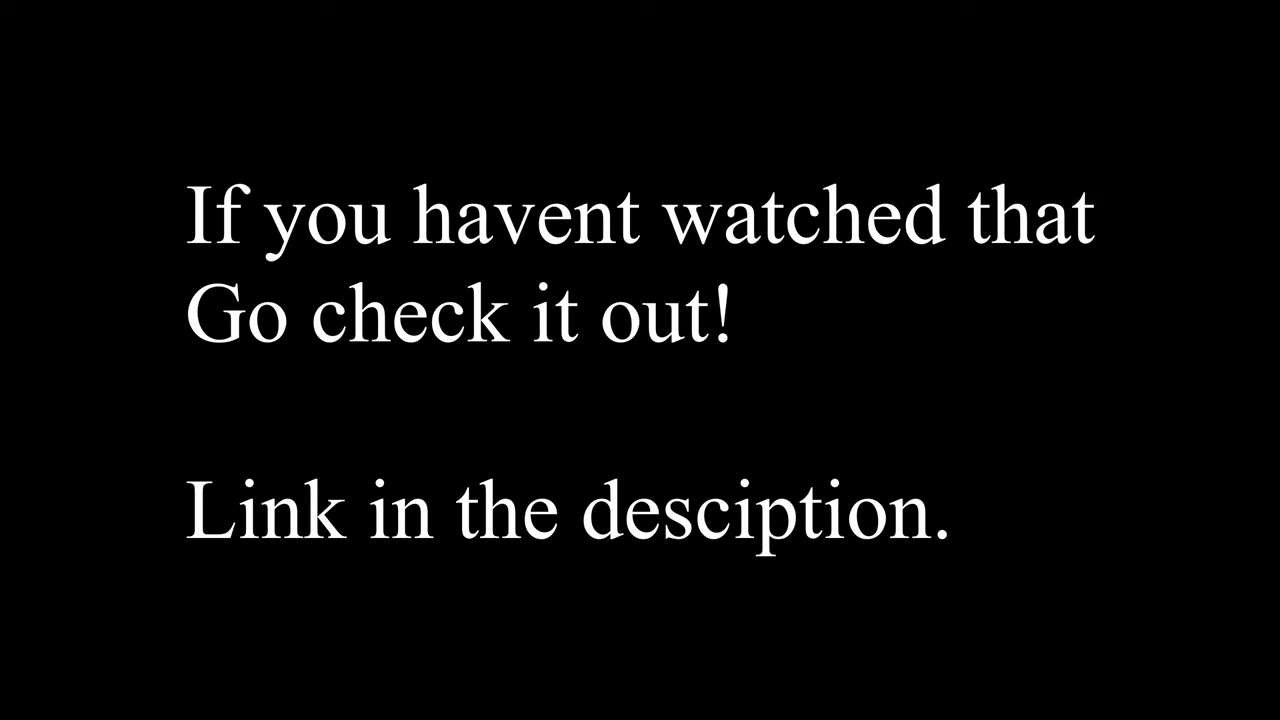 If you havent watched that
Go check it out!
Link in the desciption.